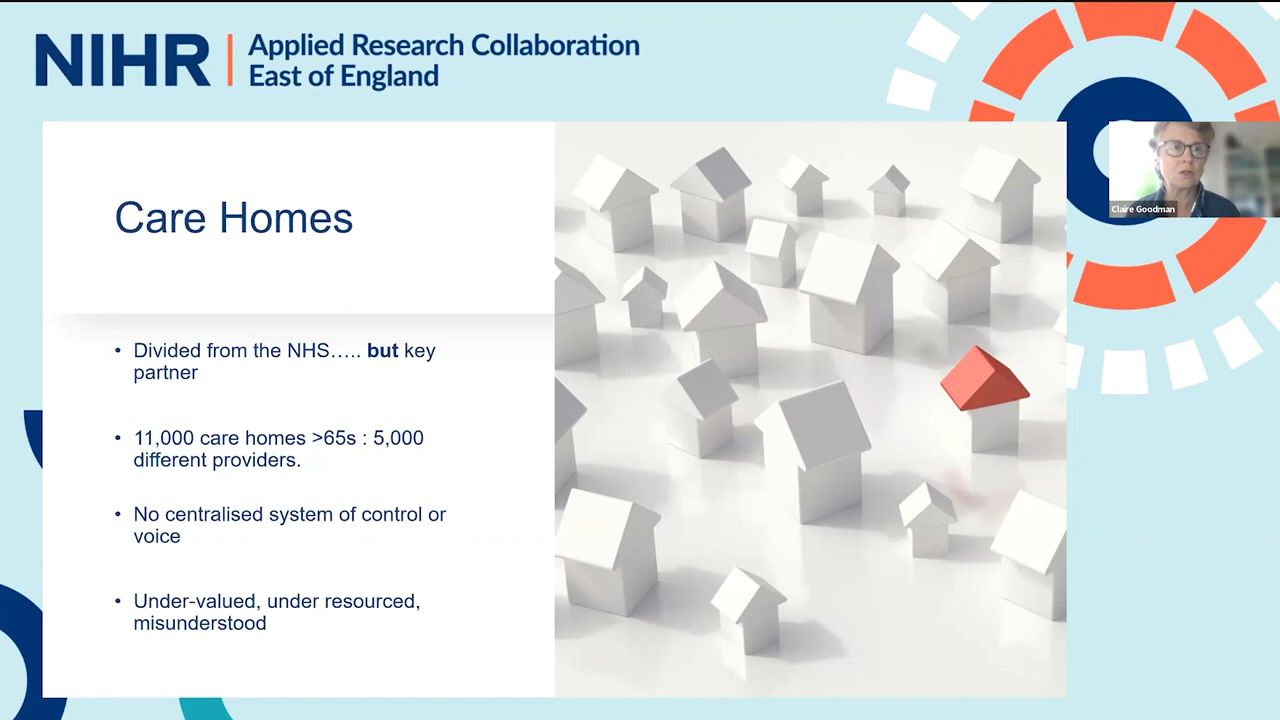 NIHR | Applied Research Collaboration
East of England
Claire Goodman
Care Homes
• Divided from the NHS..... but key
partner
• 11,000 care homes >65s : 5,000
different providers.
• No centralised system of control or
voice
• Under-valued, under resourced,
misunderstood